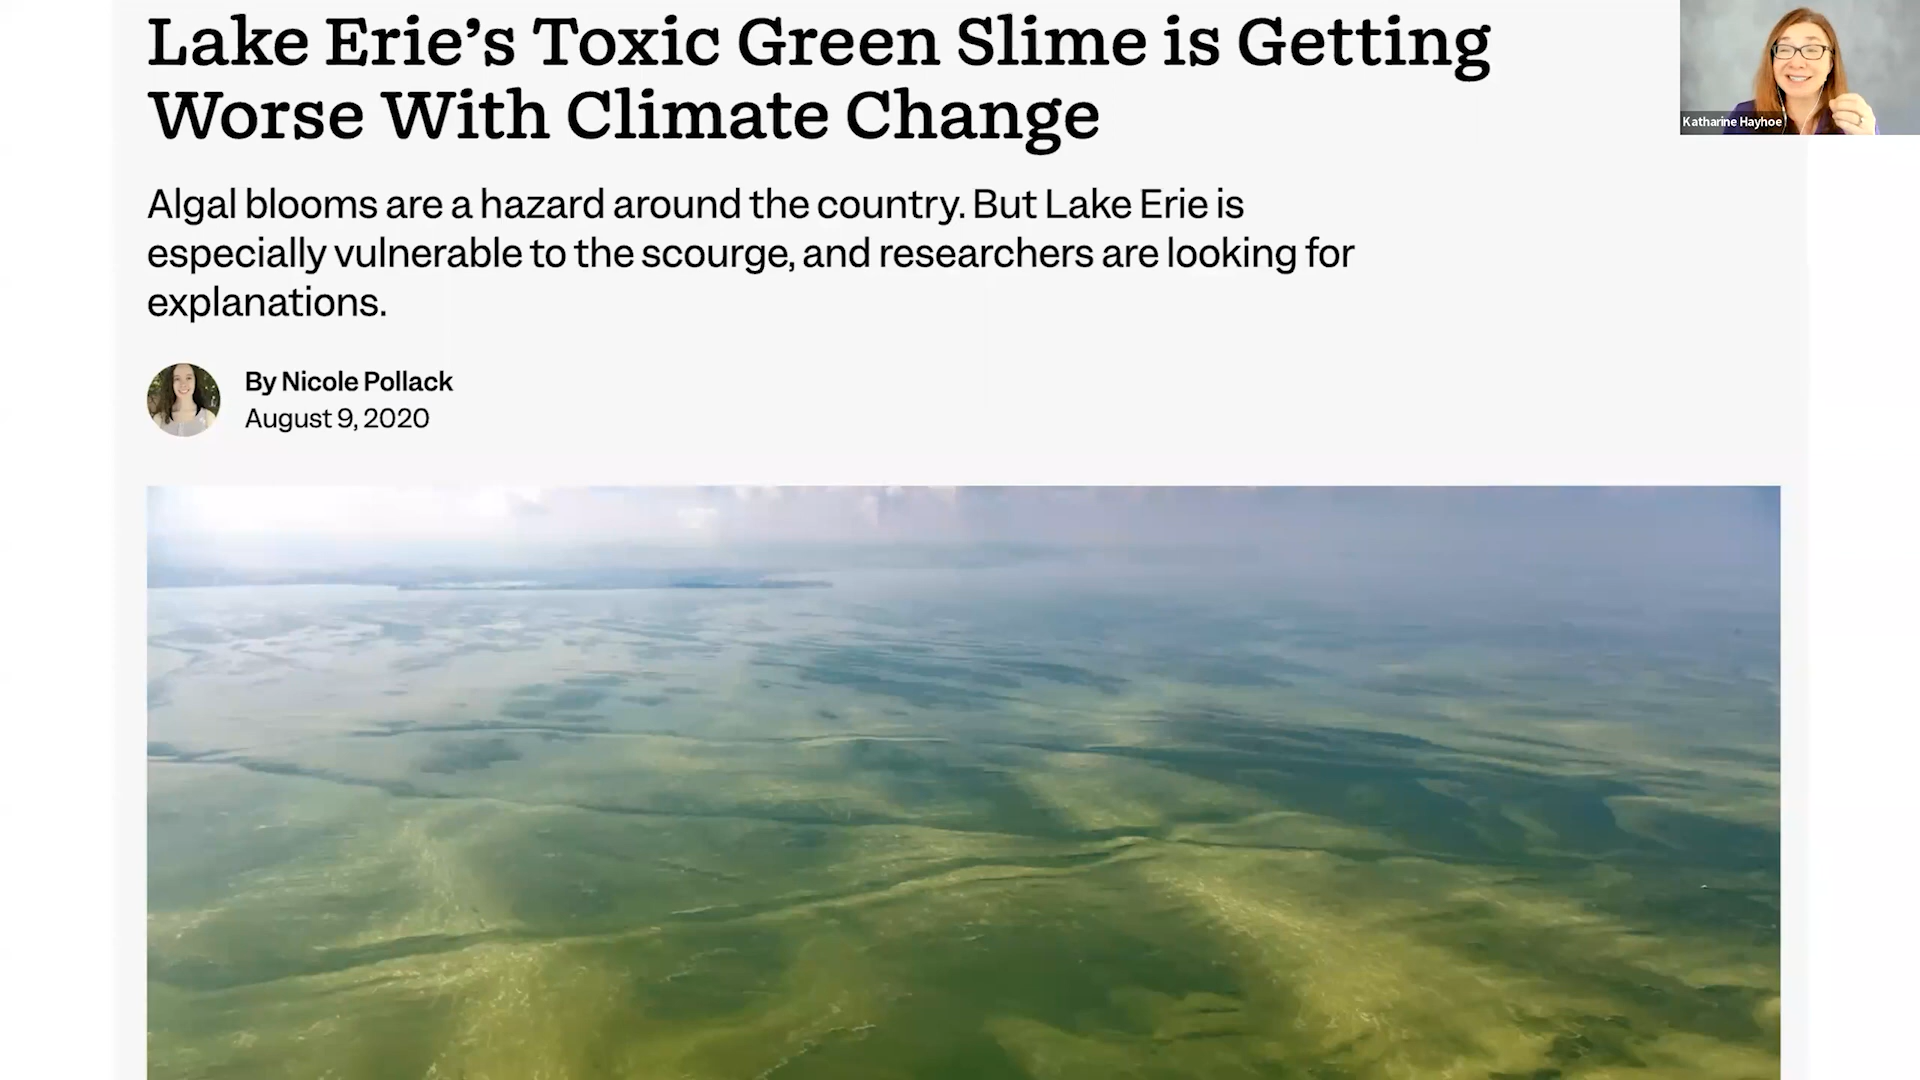 Lake Erie’s Toxic Green Slime is Getting
Worse With Climate Change
Katharine Hayhoe
Algal blooms are a hazard around the country. But Lake Erie is
especially vulnerable to the scourge, and researchers are looking for
explanations.
By Nicole Pollack
August 9, 2020